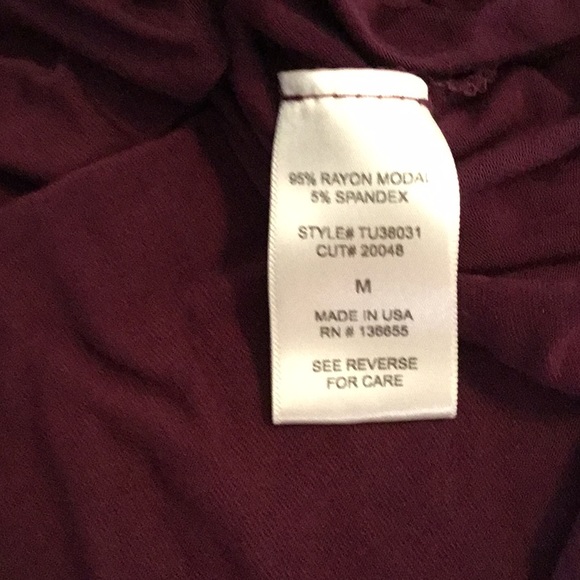 95% RAYON MODAL
5% SPANDEX
STYLE# TU38031
CUT# 20048
M
MADE IN USA
RN # 136655
SEE REVERSE
FOR CARE